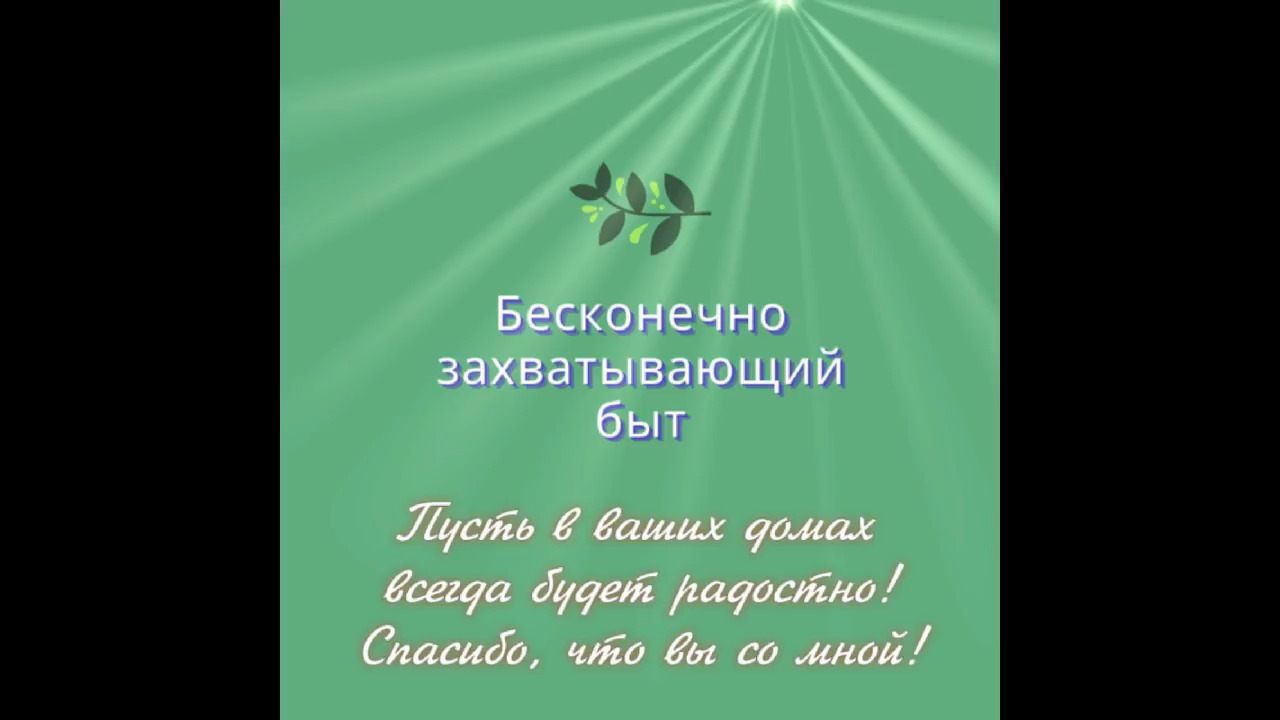 Бесконечно
захватывающий
быт
Пусть в ваших домах
всегда будет радостно!
Спасибо, что вы со мной!